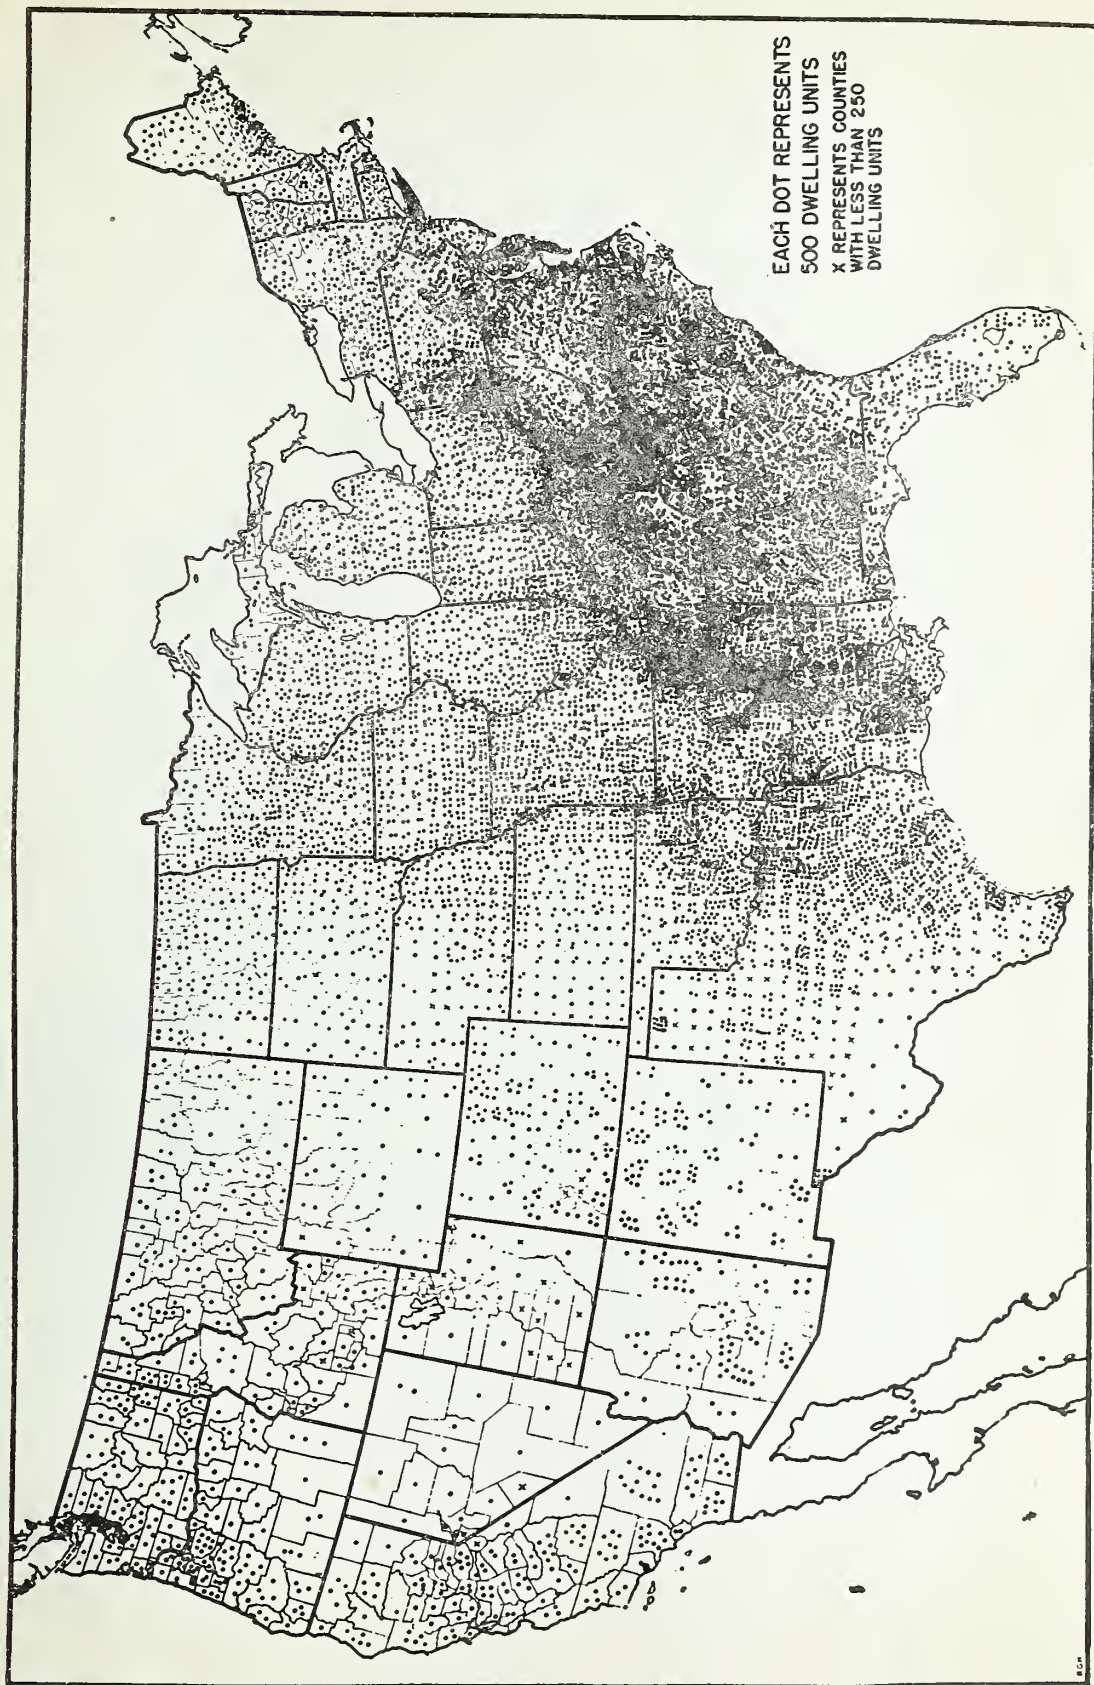 EACH DOT REPRESENTS
500 DWELLING UNITS
X REPRESENTS COUNTIES
WITH LESS THAN 250
DWELLING UNITS